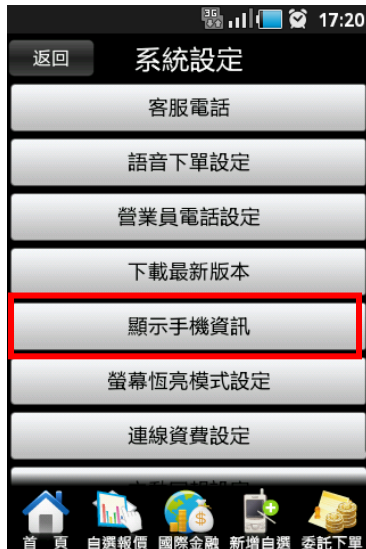 3G 17:20
返回 系統設定
客服電話
語音下單設定
營業員電話設定
下載最新版本
顯示手機資訊
螢幕恆亮模式設定
連線資費設定
首 頁 自選報價 國際金融 新增自選 委託下單